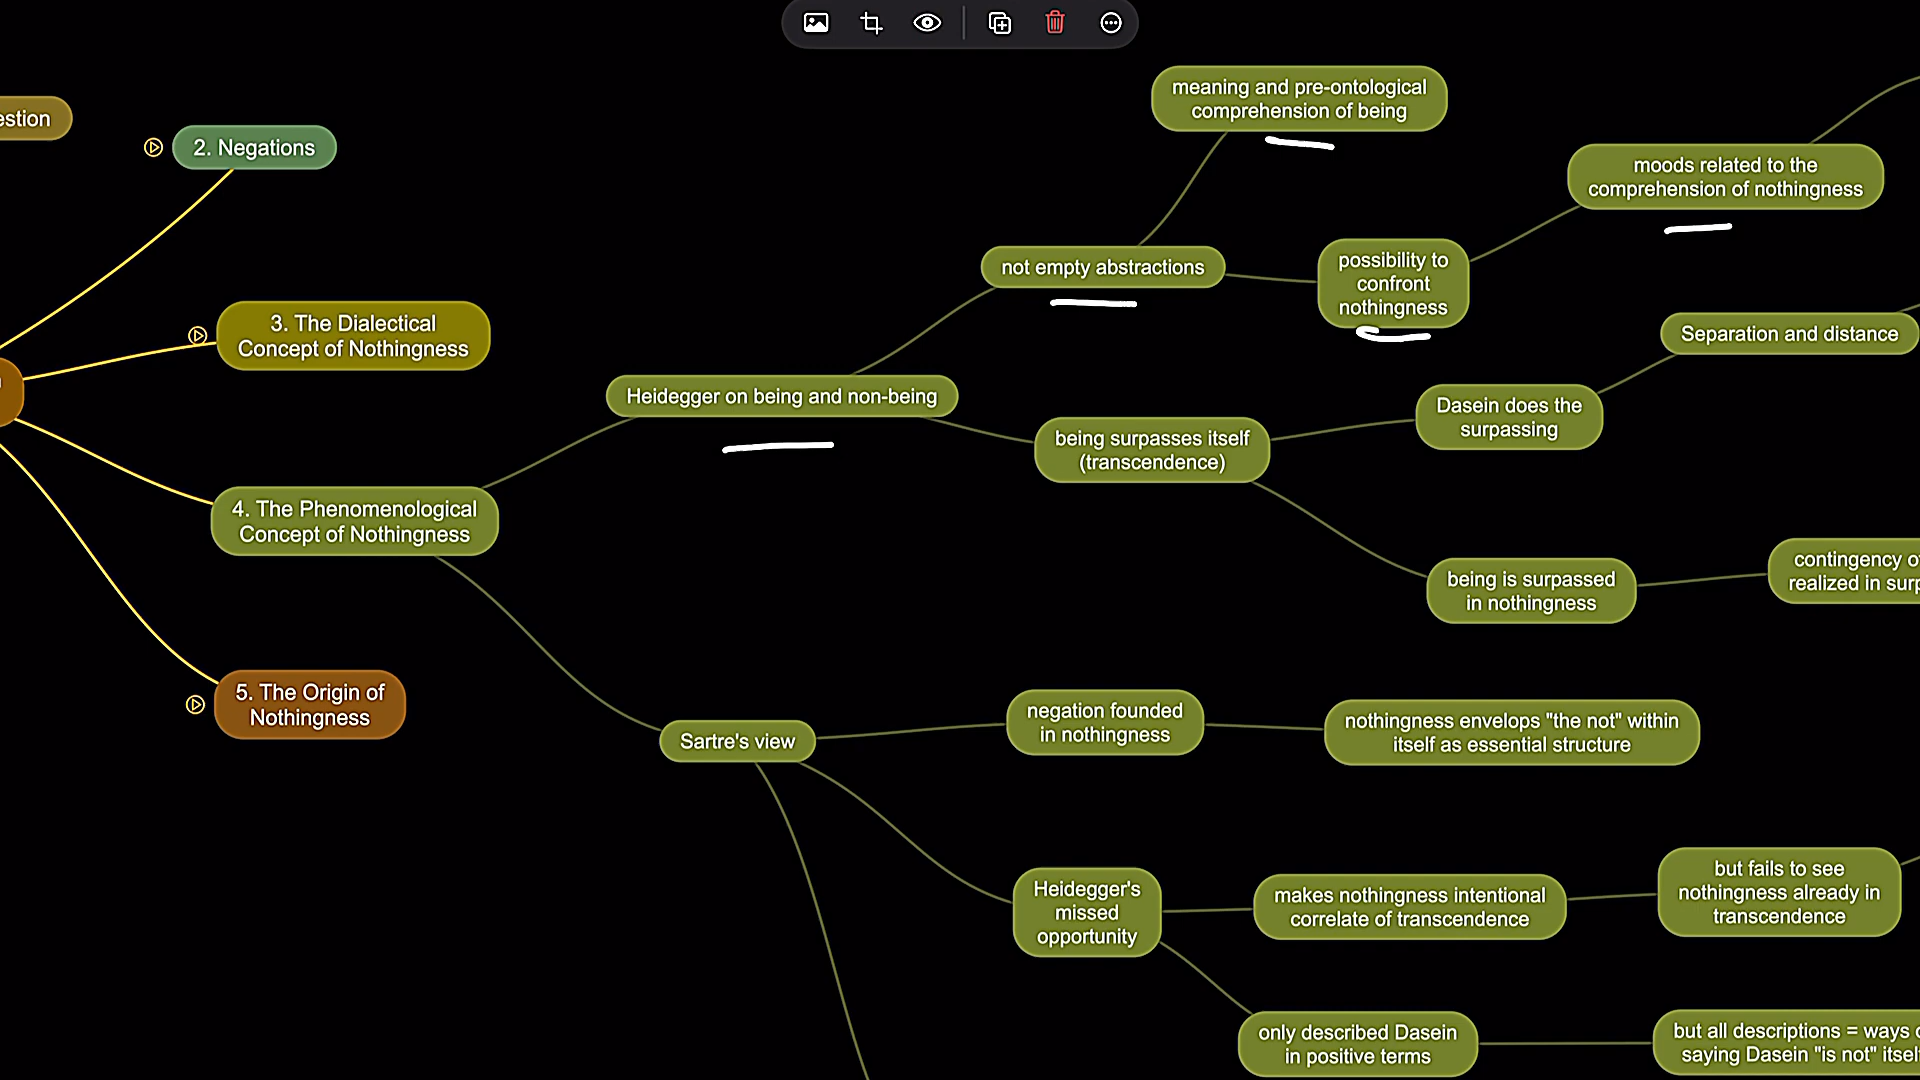 estion
2. Negations
3. The Dialectical
Concept of Nothingness
4. The Phenomenological
Concept of Nothingness
5. The Origin of
Nothingness
Heidegger on being and non-being
not empty abstractions
meaning and pre-ontological
comprehension of being
possibility to
confront
nothingness
moods related to the
comprehension of nothingness
being surpasses itself
(transcendence)
Dasein does the
surpassing
Separation and distance
being is surpassed
in nothingness
contingency
realized in
Sartre's view
negation founded
in nothingness
nothingness envelops "the not" within
itself as essential structure
Heidegger's
missed
opportunity
makes nothingness intentional
correlate of transcendence
but fails to see
nothingness already in
transcendence
only described Dasein
in positive terms
but all descriptions = ways
saying Dasein "is not"